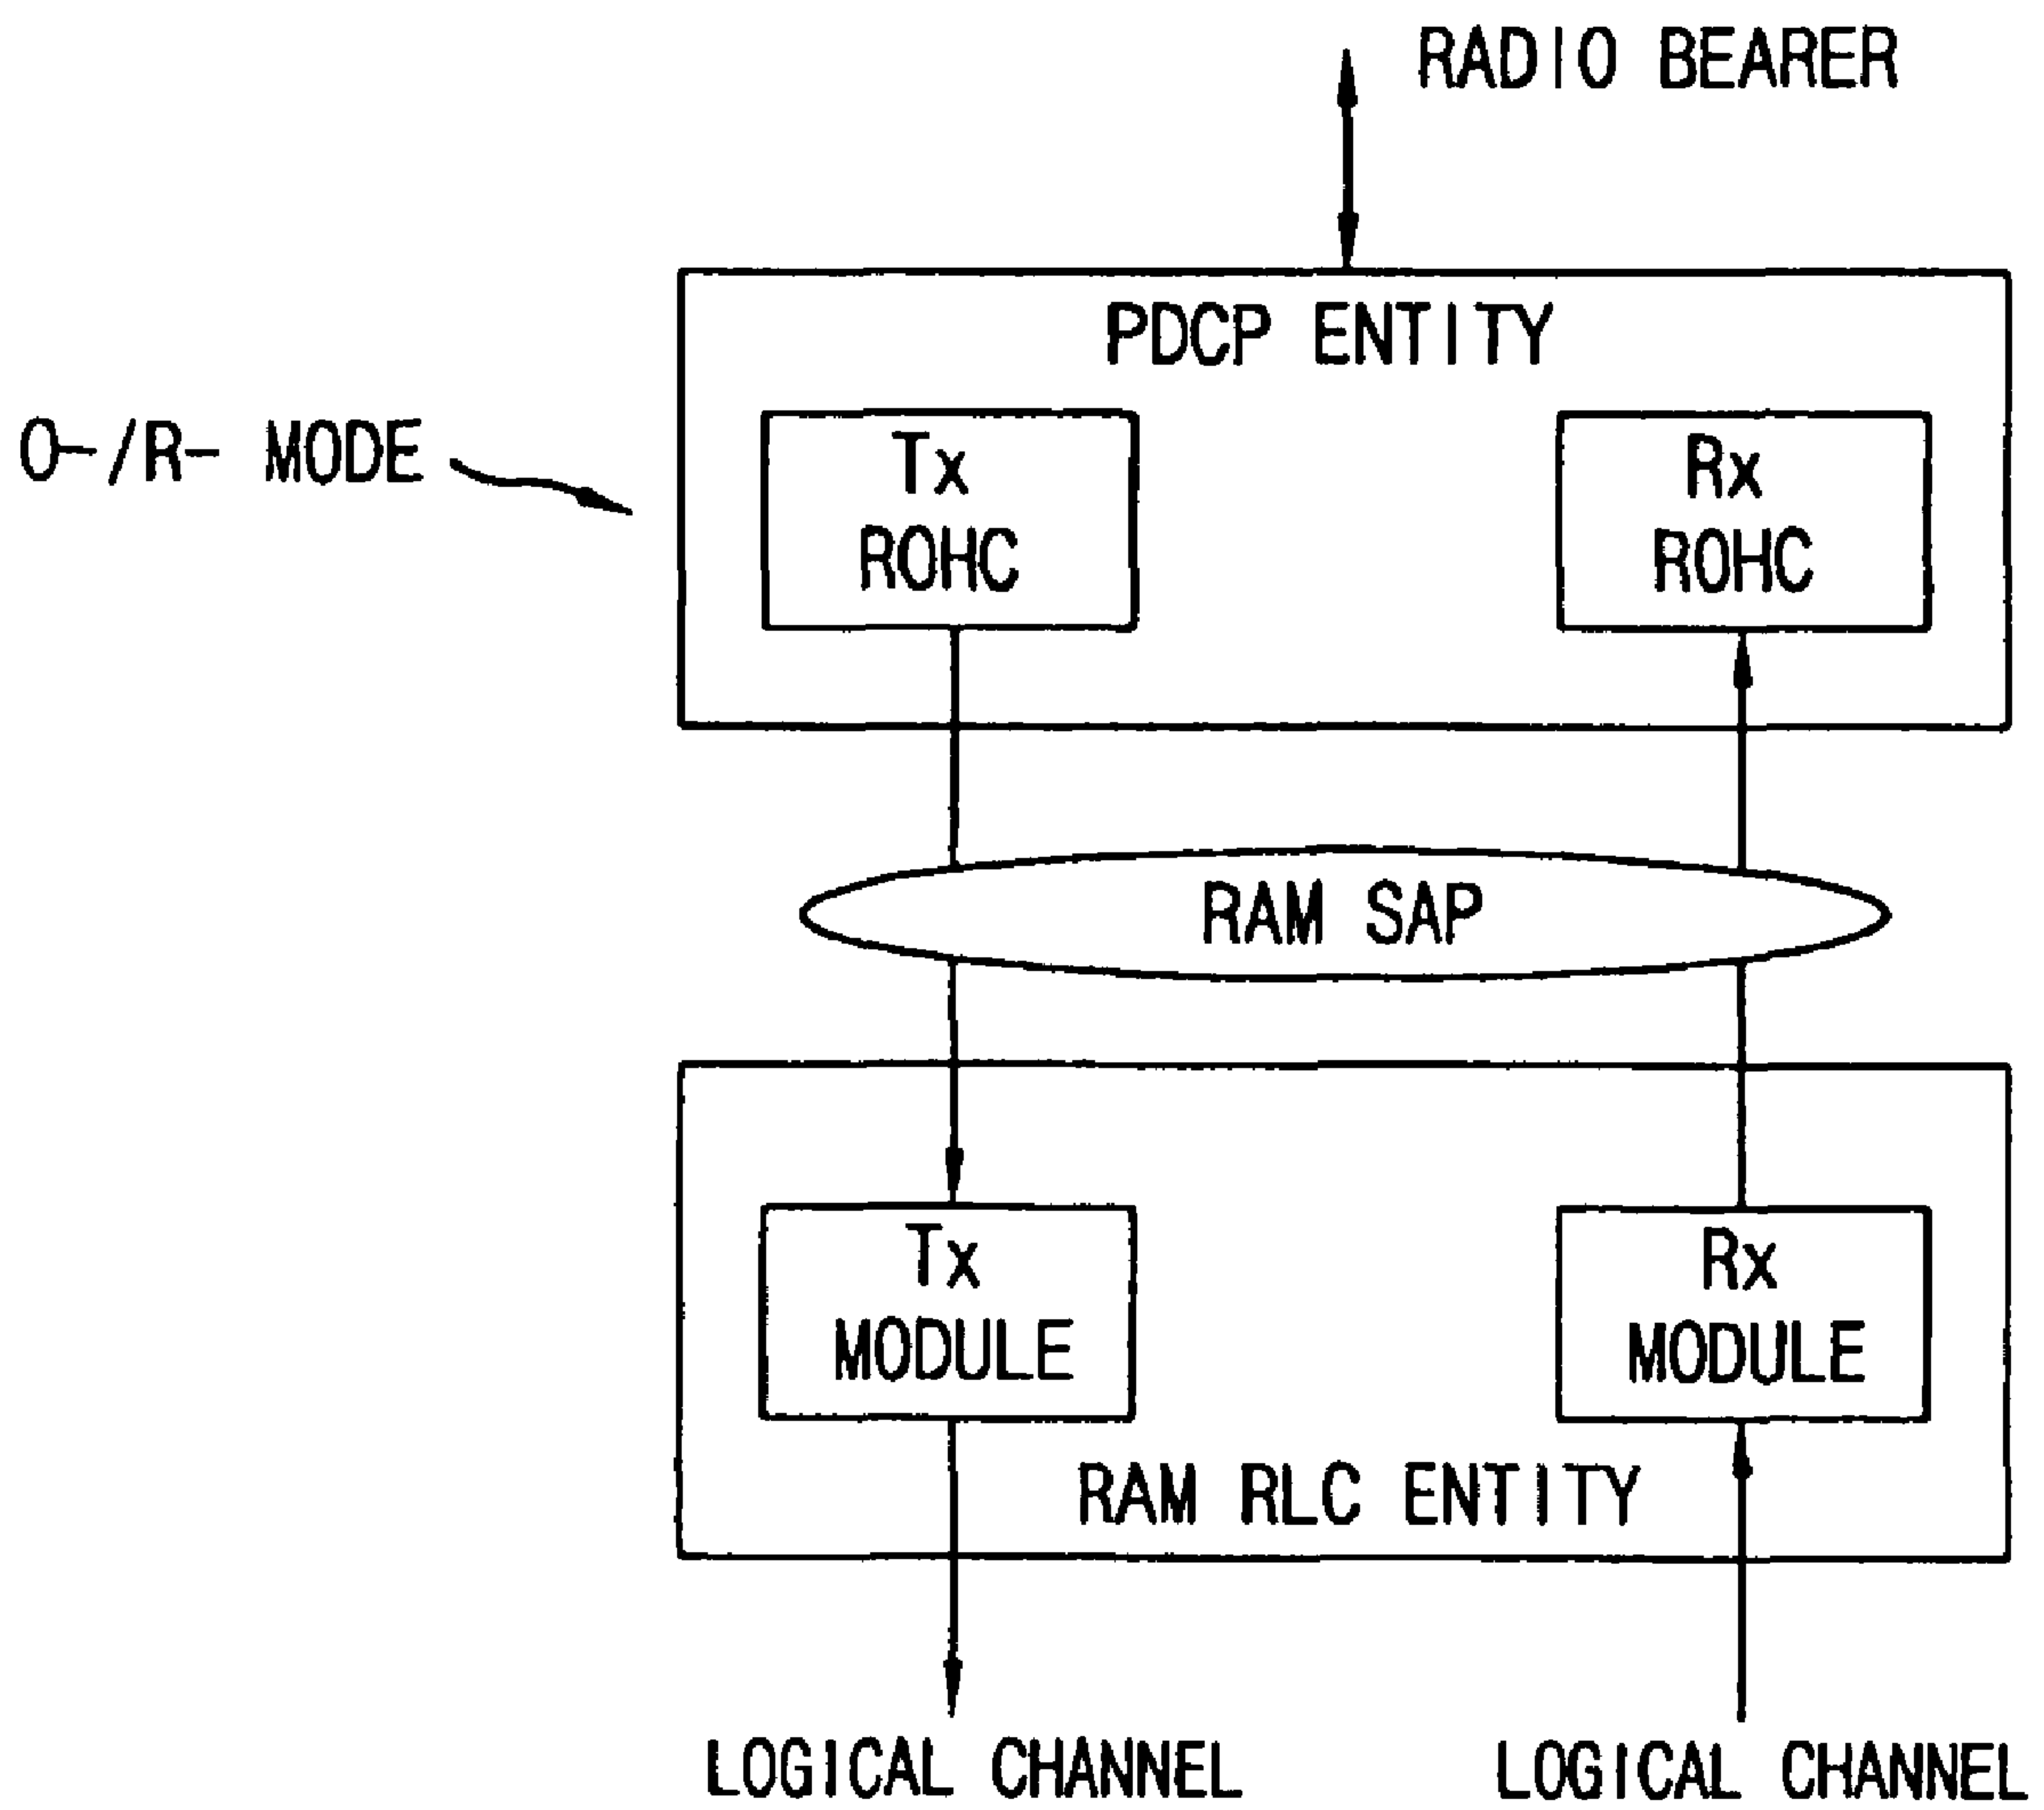 RADIO BEARER
PDCP ENTITY
O-/R- MODE
Tx
ROHC
Rx
ROHC
RAM SAP
Tx
MODULE
Rx
MODULE
RAM RLC ENTITY
LOGICAL CHANNEL
LOGICAL CHANNEL